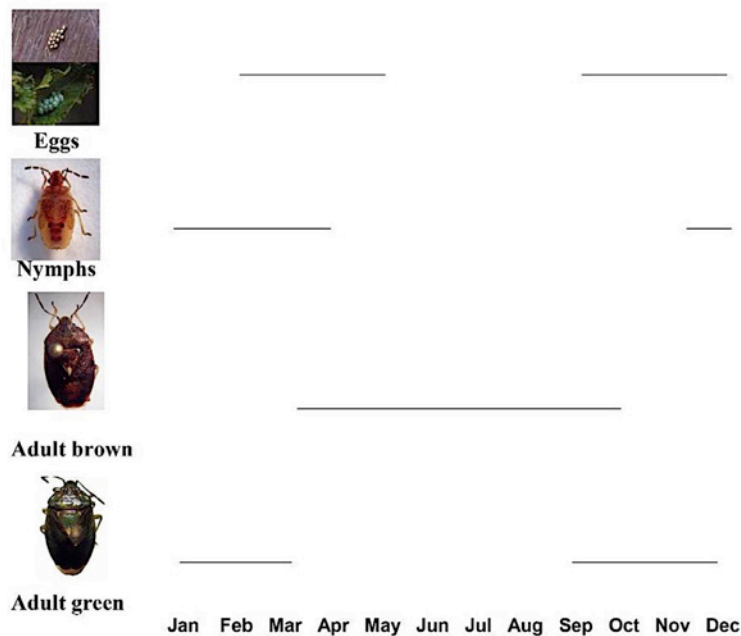 Eggs
Nymphs
Adult brown
Adult green
Jan Feb Mar Apr May Jun Jul Aug Sep Oct Nov Dec